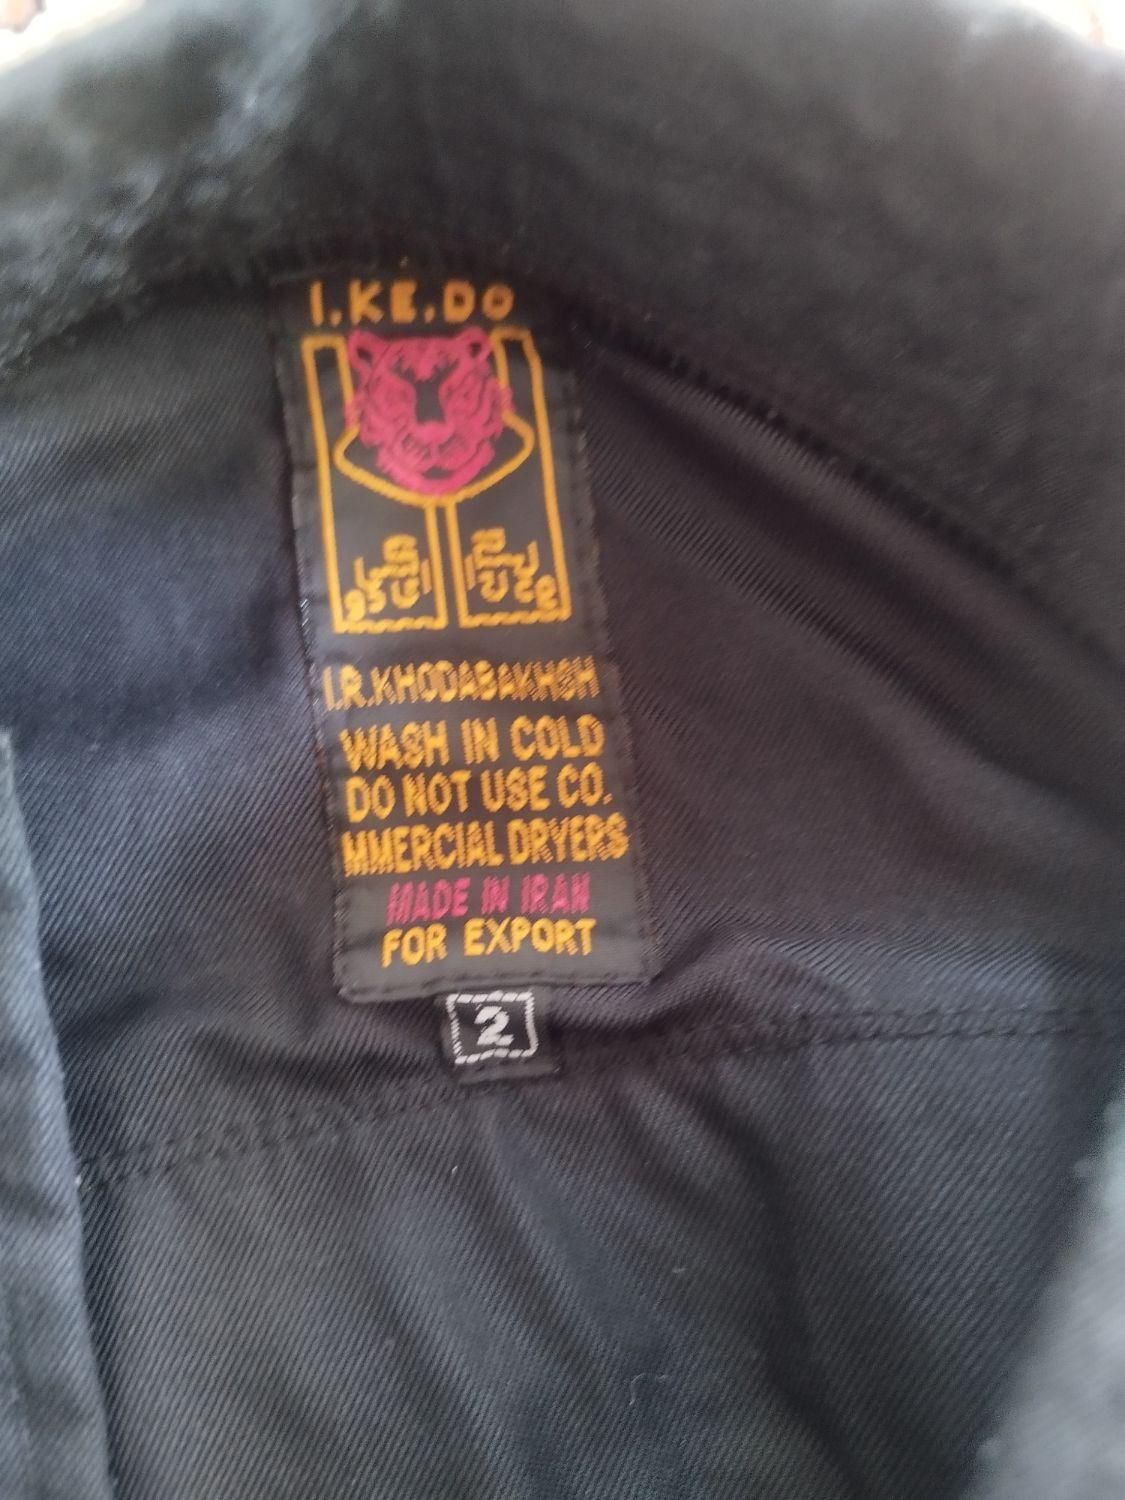 I.KE.DO
I.R.KHODABAKHSH
WASH IN COLD
DO NOT USE CO.
MMERCIAL DRYERS
MADE IN IRAN
FOR EXPORT
2